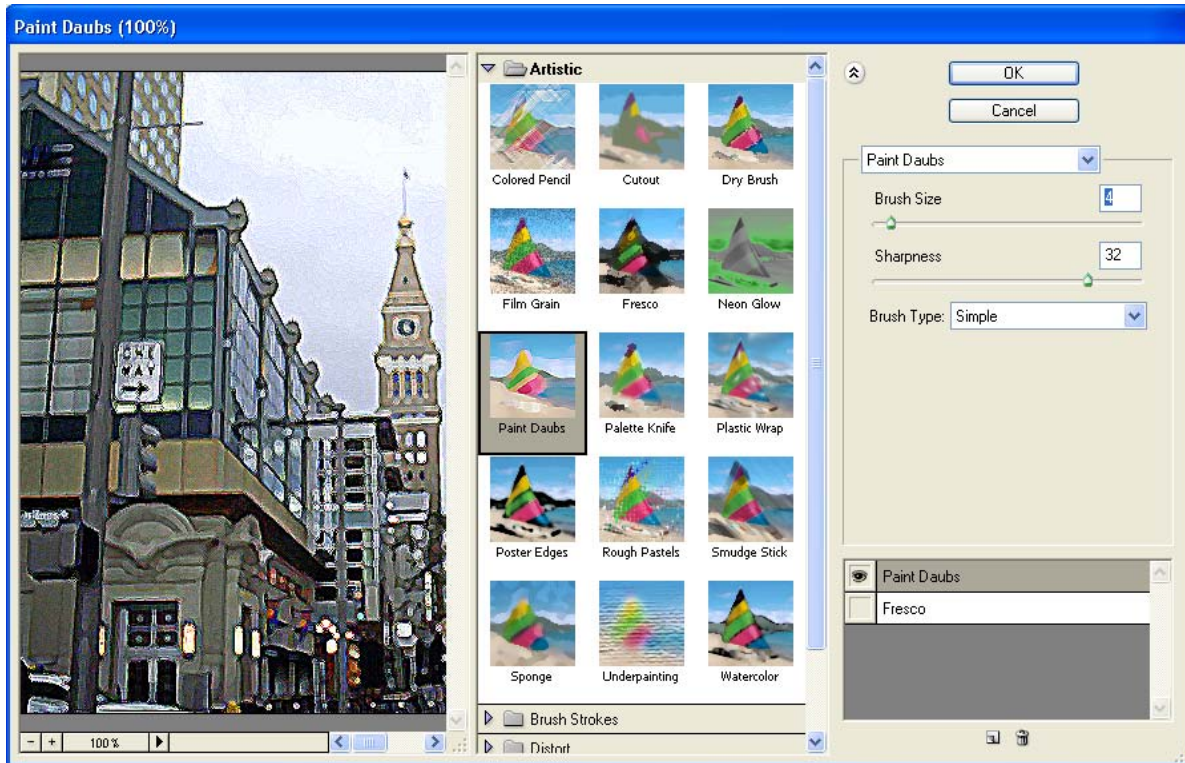 Paint Daubs (100%)
Artistic
Colored Pencil
Cutout
Dry Brush
Film Grain
Fresco
Neon Glow
Paint Daubs
Palette Knife
Plastic Wrap
Poster Edges
Rough Pastels
Smudge Stick
Sponge
Underpainting
Watercolor
Brush Strokes
Distort
- + 100%
OK
Cancel
Paint Daubs
Brush Size 4
Sharpness 32
Brush Type: Simple
Paint Daubs
Fresco